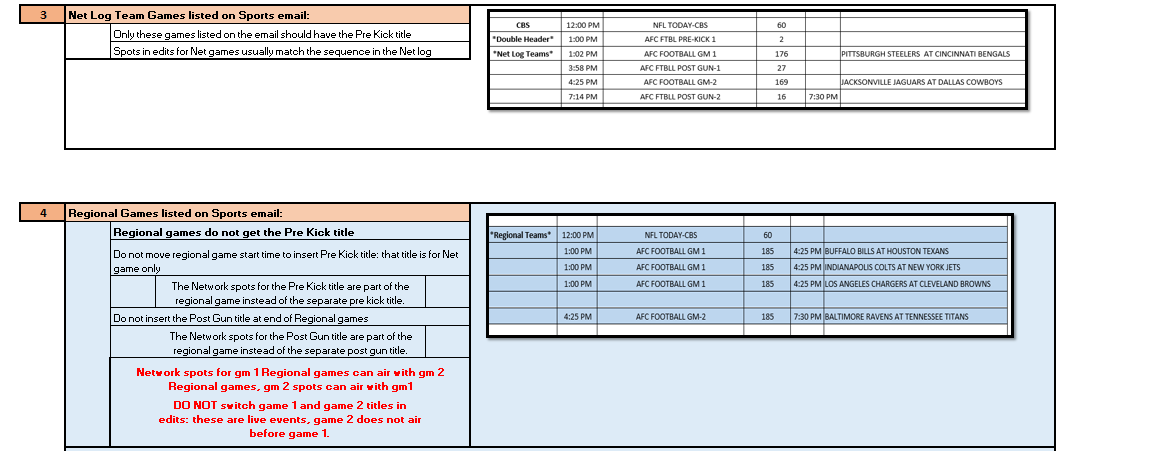 3 Net Log Team Games listed on Sports email:
Only these games listed on the email should have the Pre Kick title
Spots in edits for Net games usually match the sequence in the Net log
CBS 12:00 PM NFL TODAY-CBS 60
*Double Header* 1:00 PM AFC FTBL PRE-KICK 1 2
*Net Log Teams* 1:02 PM AFC FOOTBALL GM 1 176 PITTSBURGH STEELERS AT CINCINNATI BENGALS
3:58 PM AFC FTBLL POST GUN-1 27
4:25 PM AFC FOOTBALL GM-2 169 JACKSONVILLE JAGUARS AT DALLAS COWBOYS
7:14 PM AFC FTBLL POST GUN-2 16 7:30 PM
4 Regional Games listed on Sports email:
Regional games do not get the Pre Kick title
Do not move regional game start time to insert Pre Kick title: that title is for Net
game only
The Network spots for the Pre Kick title are part of the
regional game instead of the separate pre kick title.
Do not insert the Post Gun title at end of Regional games
The Network spots for the Post Gun title are part of the
regional game instead of the separate post gun title.
Network spots for gm 1 Regional games can air with gm 2
Regional games, gm 2 spots can air with gm1
DO NOT switch game 1 and game 2 titles in
edits: these are live events, game 2 does not air
before game 1.
*Regional Teams* 12:00 PM NFL TODAY-CBS 60
1:00 PM AFC FOOTBALL GM 1 185 4:25 PM BUFFALO BILLS AT HOUSTON TEXANS
1:00 PM AFC FOOTBALL GM 1 185 4:25 PM INDIANAPOLIS COLTS AT NEW YORK JETS
1:00 PM AFC FOOTBALL GM 1 185 4:25 PM LOS ANGELES CHARGERS AT CLEVELAND BROWNS
4:25 PM AFC FOOTBALL GM-2 185 7:30 PM BALTIMORE RAVENS AT TENNESSEE TITANS